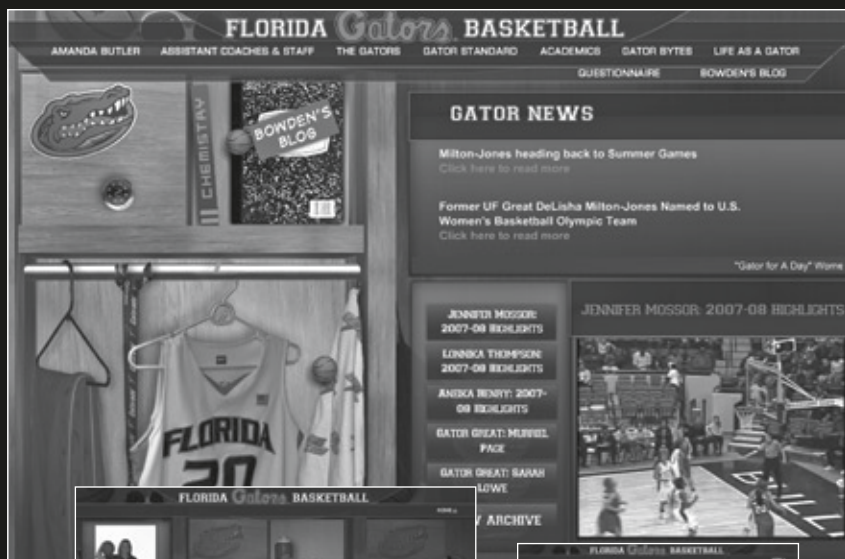 FLORIDA Gators BASKETBALL
AMANDA BUTLER ASSISTANT COACHES & STAFF THE GATORS GATOR STANDARD ACADEMICS GATOR BYTES LIFE AS A GATOR
QUESTIONNAIRE BOWDEN'S BLOG
CHEMISTRY
BOWDEN'S
BLOG
GATOR NEWS
Milton-Jones heading back to Summer Games
Click here to read more
Former UF Great DeLisha Milton-Jones Named to U.S.
Women's Basketball Olympic Team
Click here to read more
"Gator for A Day" Wome
JENNIFER MOSSOR:
2007-08 HIGHLIGHTS
LONNIKA THOMPSON:
2007-08 HIGHLIGHTS
ANEIKA HENRY: 2007-
08 HIGHLIGHTS
GATOR GREAT: MURRIEL
PAGE
GATOR GREAT: SARAH
LOWE
ARCHIVE
JENNIFER MOSSOR: 2007-08 HIGHLIGHTS
FLORIDA
20
FLORIDA Gators BASKETBALL
FLORIDA Gators BASKETBALL